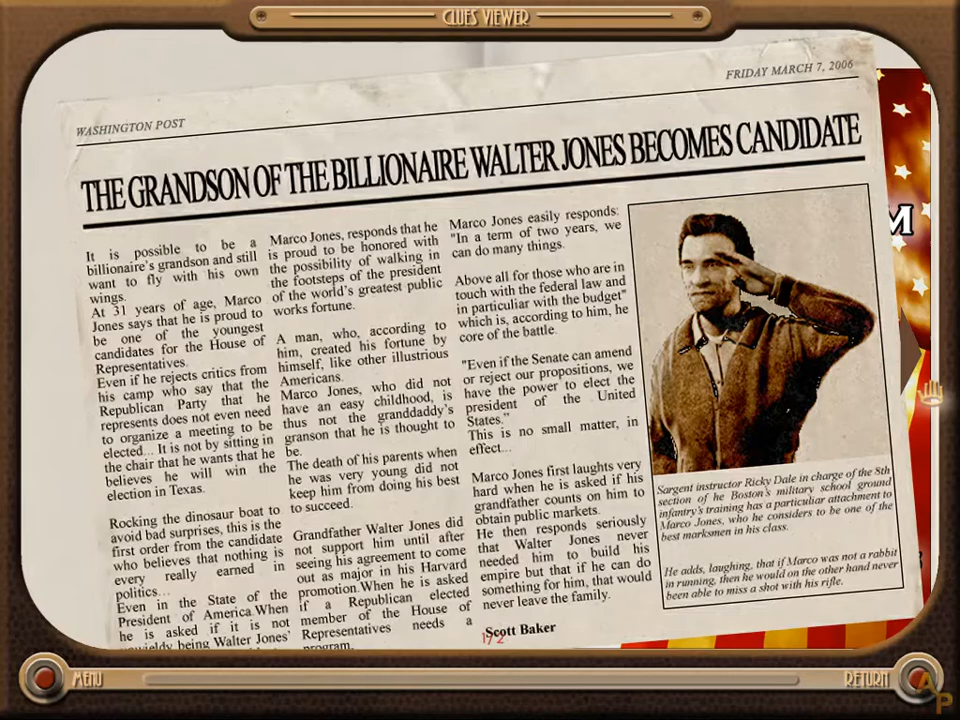 CLUES VIEWER
FRIDAY MARCH 7, 2006
WASHINGTON POST
THE GRANDSON OF THE BILLIONAIRE WALTER JONES BECOMES CANDIDATE
It is possible to be a
billionaire's grandson and still
want to fly with his own
wings.
At 31 years of age, Marco
Jones says that he is proud to
be one of the youngest
candidates for the House of
Representatives.
Even if he rejects critics from
his camp who say that the
Republican Party that he
represents does not even need
to organize a meeting to be
elected... It is not by sitting in
the chair that he wants that he
believes he will win the
election in Texas.
Rocking the dinosaur boat to
avoid bad surprises, this is the
first order from the candidate
who believes that nothing is
every really earned in
politics...
Even in the State of the
President of America.When
he is asked if it is not
being Walter Jones'
Marco Jones, responds that he
is proud to be honored with
the possibility of walking in
the footsteps of the president
of the world's greatest public
works fortune.
A man, who, according to
him, created his fortune by
himself, like other illustrious
Americans.
Marco Jones, who did not
have an easy childhood, is
thus not the granddaddy's
granson that he is thought to
be.
The death of his parents when
he was very young did not
keep him from doing his best
to succeed.
Grandfather Walter Jones did
not support him until after
seeing his agreement to come
out as major in his Harvard
promotion.When he is asked
if a Republican elected
member of the House of
Representatives needs a
program,
Marco Jones easily responds:
"In a term of two years, we
can do many things.
Above all for those who are in
touch with the federal law and
in particular with the budget"
which is, according to him, he
core of the battle.
"Even if the Senate can amend
or reject our propositions, we
have the power to elect the
president of the United
States."
This is no small matter, in
effect...
Marco Jones first laughts very
hard when he is asked if his
grandfather counts on him to
obtain public markets.
He then responds seriously
that Walter Jones never
needed him to build his
empire but that if he can do
something for him, that would
never leave the family.
Scott Baker
1/2
Sargent instructor Ricky Dale in charge of the 8th
section of he Boston's military school ground
infantry's training has a particular attachment to
Marco Jones, who he considers to be one of the
best marksmen in his class.
He adds, laughing, that if Marco was not a rabbit
in running, then he would on the other hand never
been able to miss a shot with his rifle.
M
MENU
RETURN
AP